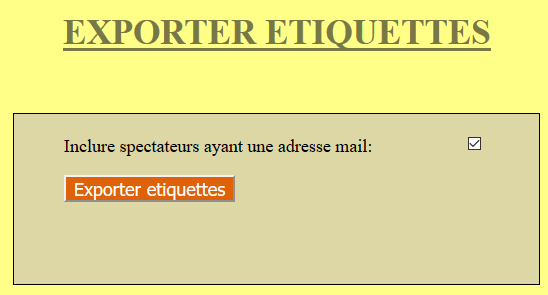 EXPORTER ETIQUETTES
Inclure spectateurs ayant une adresse mail:
Exporter etiquettes